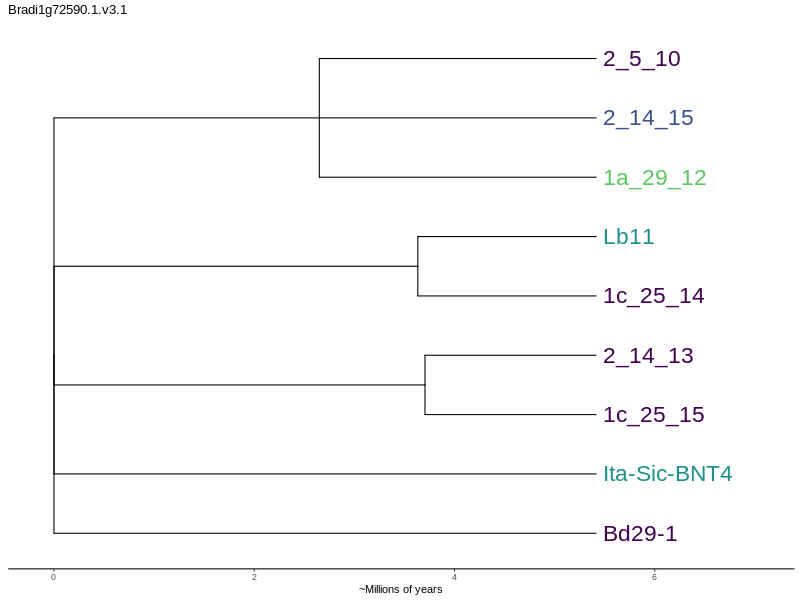 Bradi1g72590.1.v3.1
2_5_10
2_14_15
1a_29_12
Lb11
1c_25_14
2_14_13
1c_25_15
Ita-Sic-BNT4
Bd29-1
0 2 4 6
~Millions of years